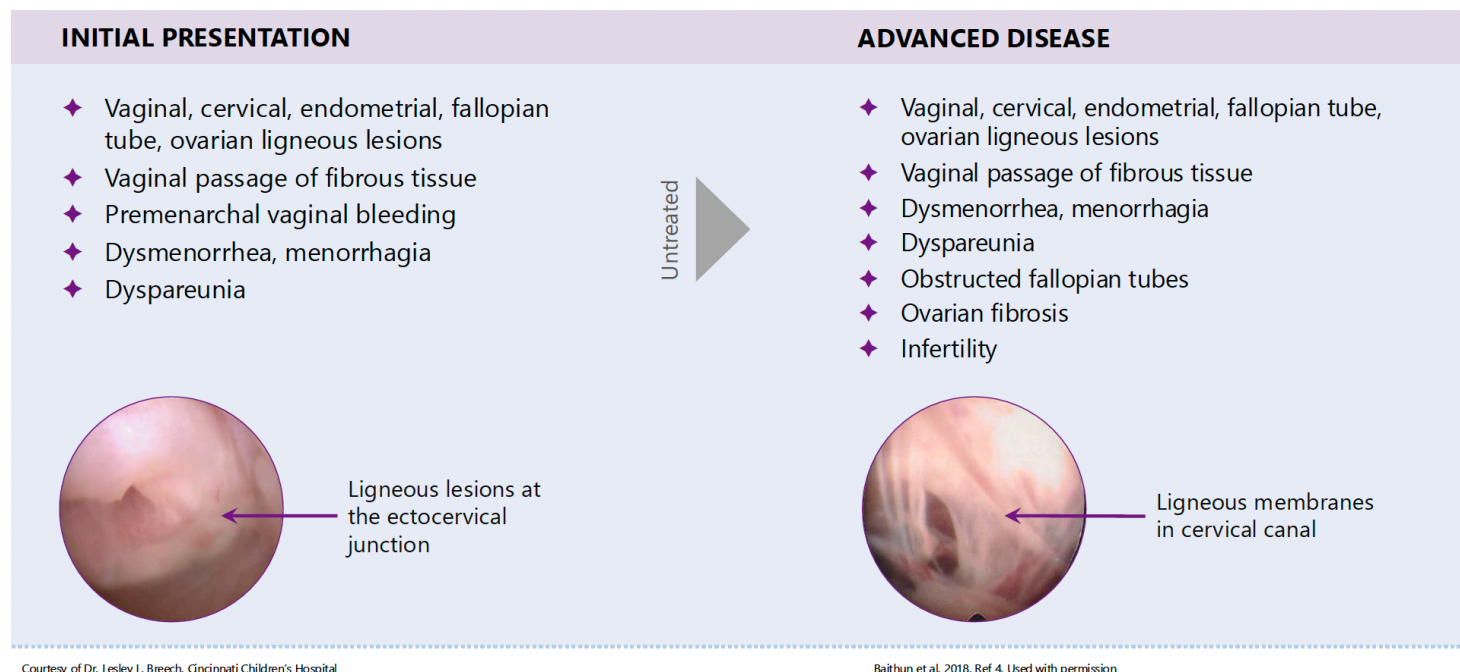 INITIAL PRESENTATION
Vaginal, cervical, endometrial, fallopian
tube, ovarian ligneous lesions
Vaginal passage of fibrous tissue
Premenarchal vaginal bleeding
Dysmenorrhea, menorrhagia
Dyspareunia
Untreated
ADVANCED DISEASE
Vaginal, cervical, endometrial, fallopian tube,
ovarian ligneous lesions
Vaginal passage of fibrous tissue
Dysmenorrhea, menorrhagia
Dyspareunia
Obstructed fallopian tubes
Ovarian fibrosis
Infertility
Ligneous lesions at
the ectocervical
junction
Ligneous membranes
in cervical canal
Courtesy of Dr. Lesley L. Breech, Cincinnati Children's Hospital
Baithun et al. 2018. Ref 4. Used with permission